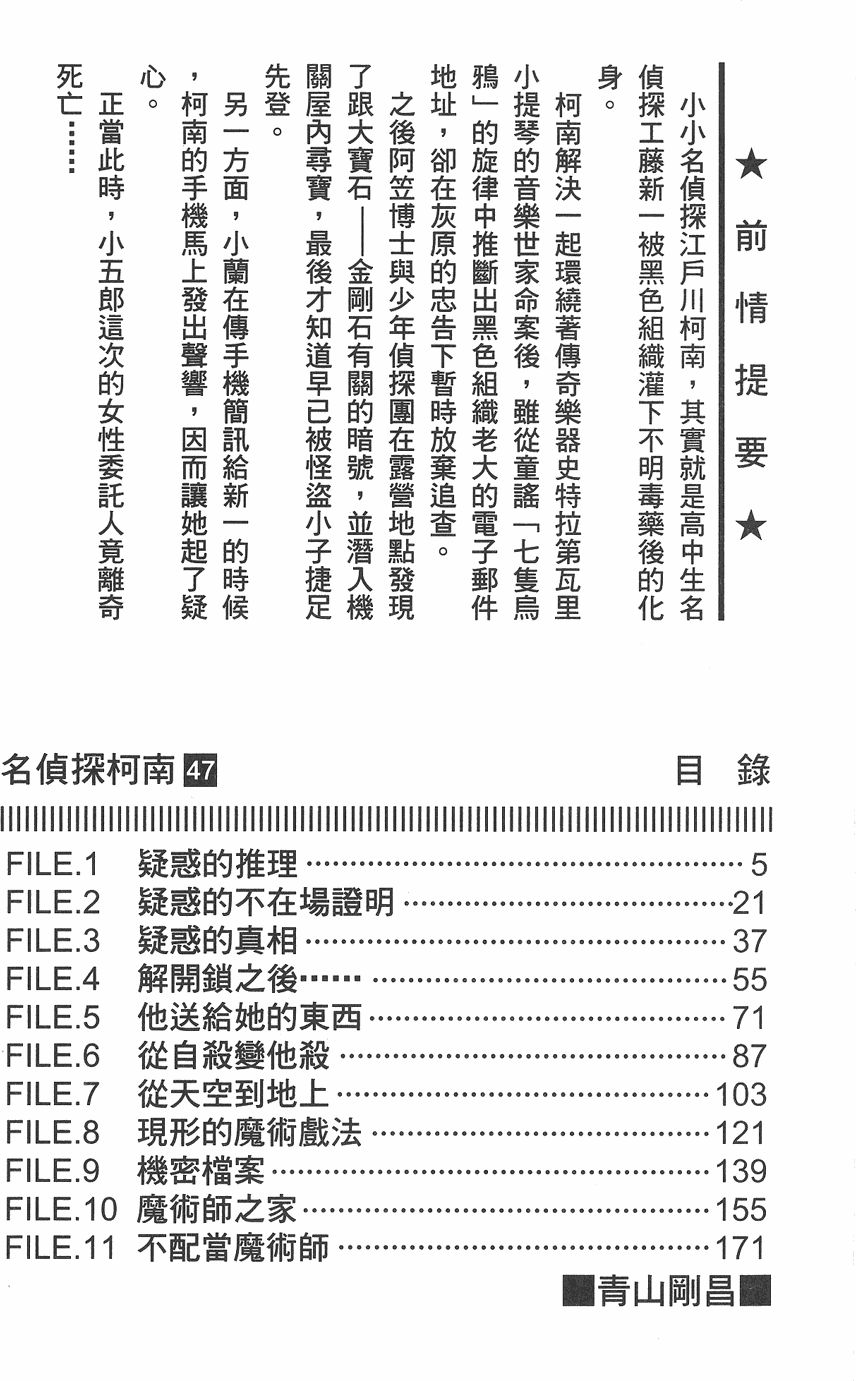 ★前情提要★
小小名偵探江戶川柯南，其實就是高中生名
偵探工藤新一被黑色組織灌下不明毒藥後的化
身。
柯南解決一起環繞著傳奇樂器史特拉第瓦里
小提琴的音樂世家命案後，雖從童謠「七隻烏
鴉」的旋律中推斷出黑色組織老大的電子郵件
地址，卻在灰原的忠告下暫時放棄追查。
之後阿笠博士與少年偵探團在露營地點發現
了跟大寶石——金剛石有關的暗號，並潛入機
關屋內尋寶，最後才知道早已被怪盜小子捷足
先登。
另一方面，小蘭在傳手機簡訊給新一的時候
，柯南的手機馬上發出聲響，因而讓她起了疑
心。
正當此時，小五郎這次的女性委託人竟離奇
死亡……
名偵探柯南 47 目 錄
FILE.1 疑惑的推理……5
FILE.2 疑惑的不在場證明……21
FILE.3 疑惑的真相……37
FILE.4 解開鎖之後…… ……55
FILE.5 他送給她的東西……71
FILE.6 從自殺變他殺……87
FILE.7 從天空到地上……103
FILE.8 現形的魔術戲法……121
FILE.9 機密檔案……139
FILE.10 魔術師之家……155
FILE.11 不配當魔術師……171
■青山剛昌■